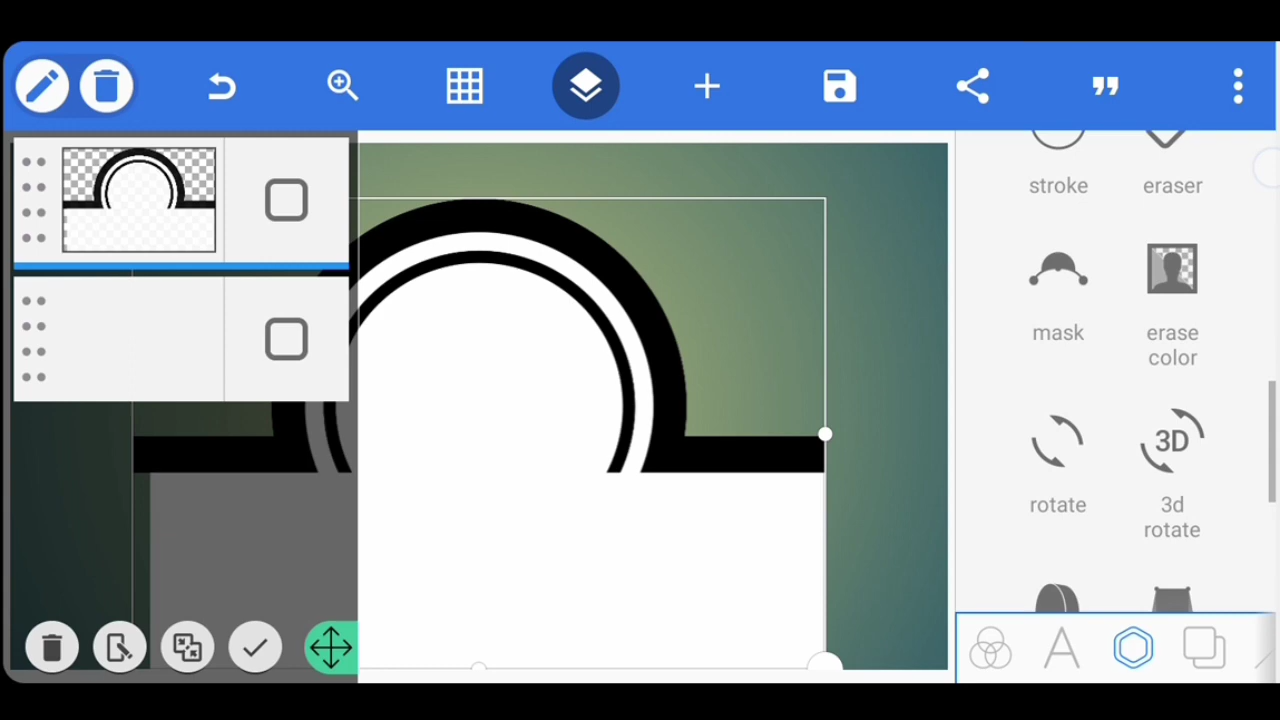 stroke
eraser
mask
erase
color
rotate
3D
3d
rotate